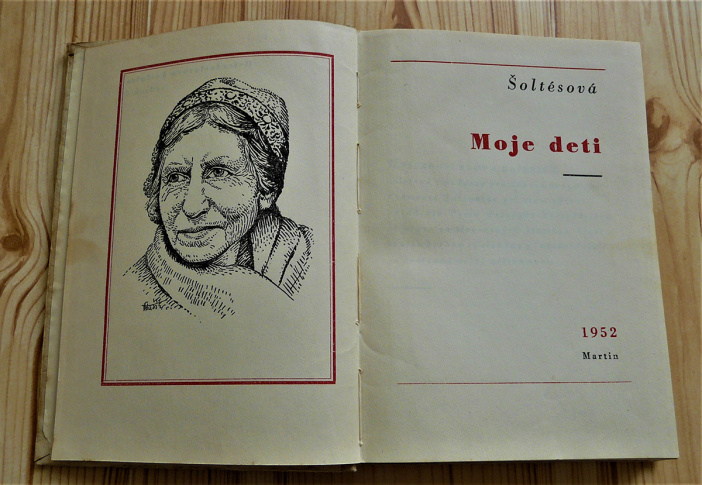 Šoltésová
Moje deti
1952
Martin